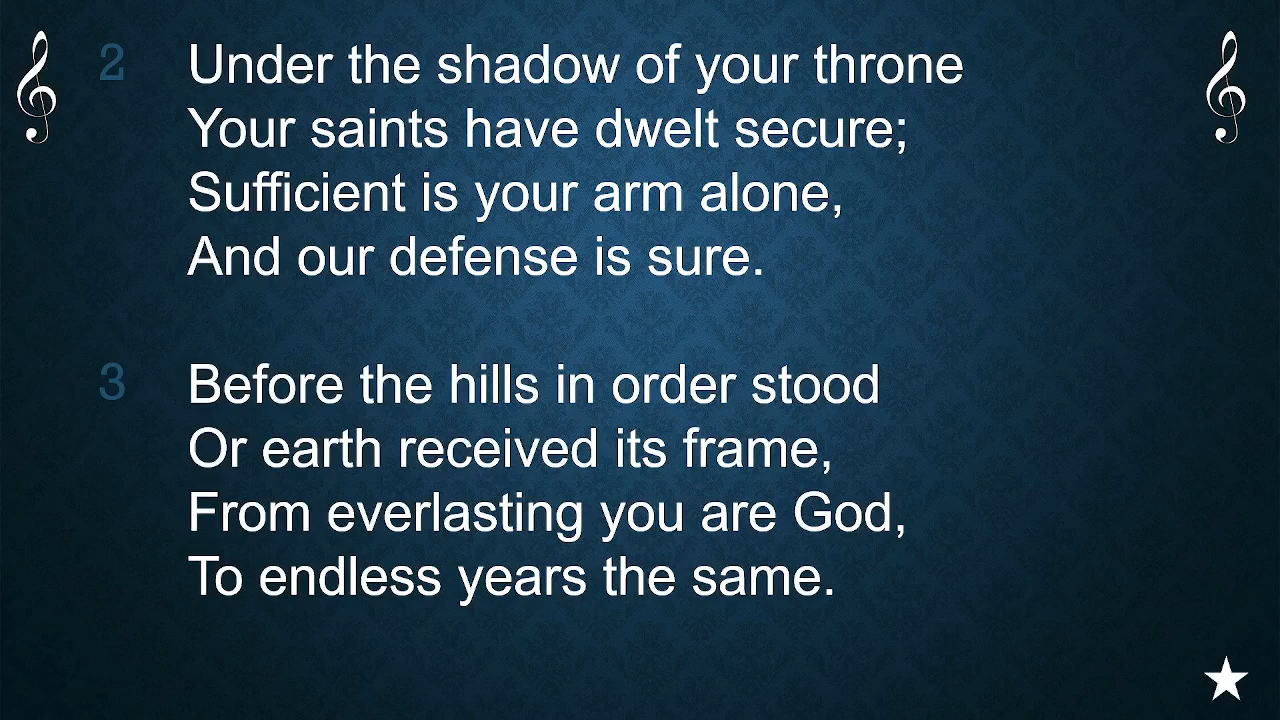 2 Under the shadow of your throne
Your saints have dwelt secure;
Sufficient is your arm alone,
And our defense is sure.
3 Before the hills in order stood
Or earth received its frame,
From everlasting you are God,
To endless years the same.